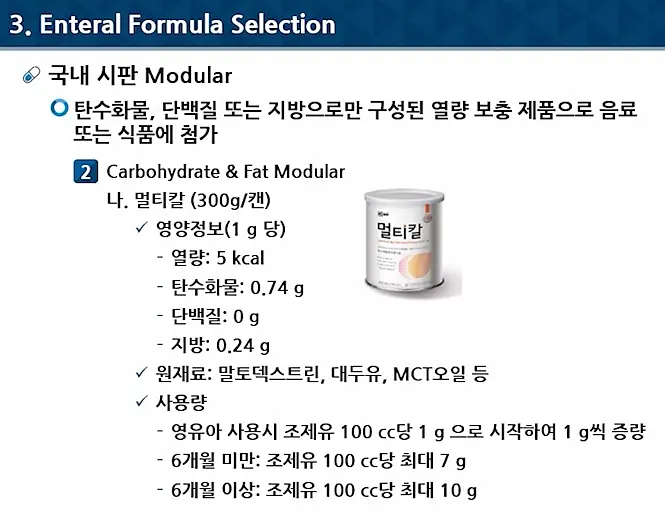 3. Enteral Formula Selection
국내 시판 Modular
탄수화물, 단백질 또는 지방으로만 구성된 열량 보충 제품으로 음료
또는 식품에 첨가
2 Carbohydrate & Fat Modular
나. 멀티칼 (300g/캔)
✓ 영양정보(1 g 당)
- 열량: 5 kcal
- 탄수화물: 0.74 g
- 단백질: 0 g
- 지방: 0.24 g
멀티칼
✓ 원재료: 말토덱스트린, 대두유, MCT오일 등
✓ 사용량
- 영유아 사용시 조제유 100 cc당 1 g 으로 시작하여 1 g씩 증량
- 6개월 미만: 조제유 100 cc당 최대 7 g
- 6개월 이상: 조제유 100 cc당 최대 10 g